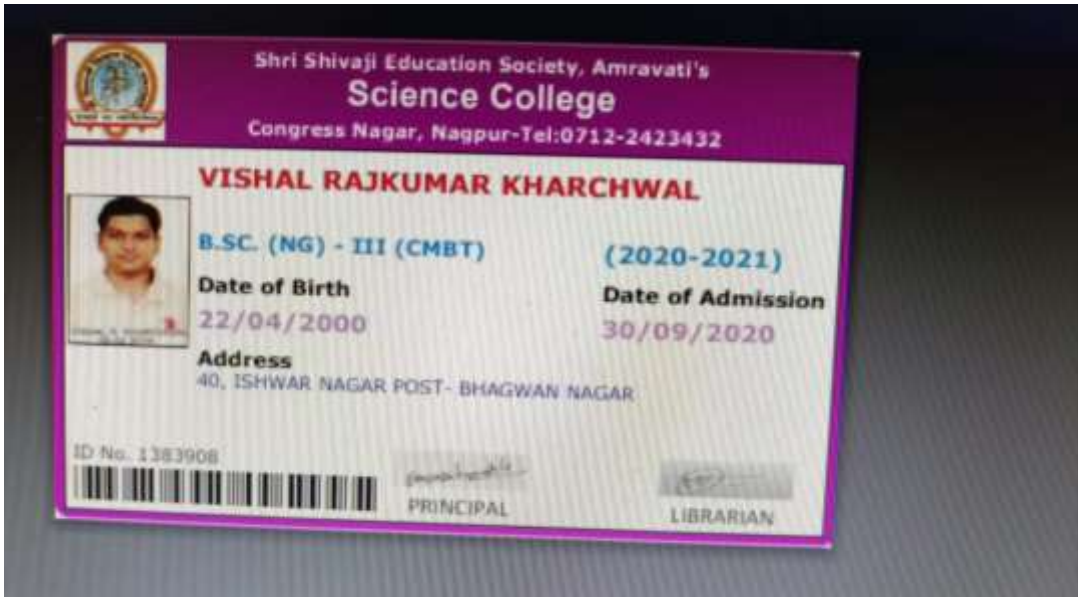 Shri Shivaji Education Society, Amravati's
Science College
Congress Nagar, Nagpur-Tel:0712-2423432
VISHAL RAJKUMAR KHARCHWAL
B.SC. (NG) - III (CMBT) (2020-2021)
Date of Birth Date of Admission
22/04/2000 30/09/2020
Address
40, ISHWAR NAGAR POST- BHAGWAN NAGAR
ID No. 1383908
PRINCIPAL LIBRARIAN